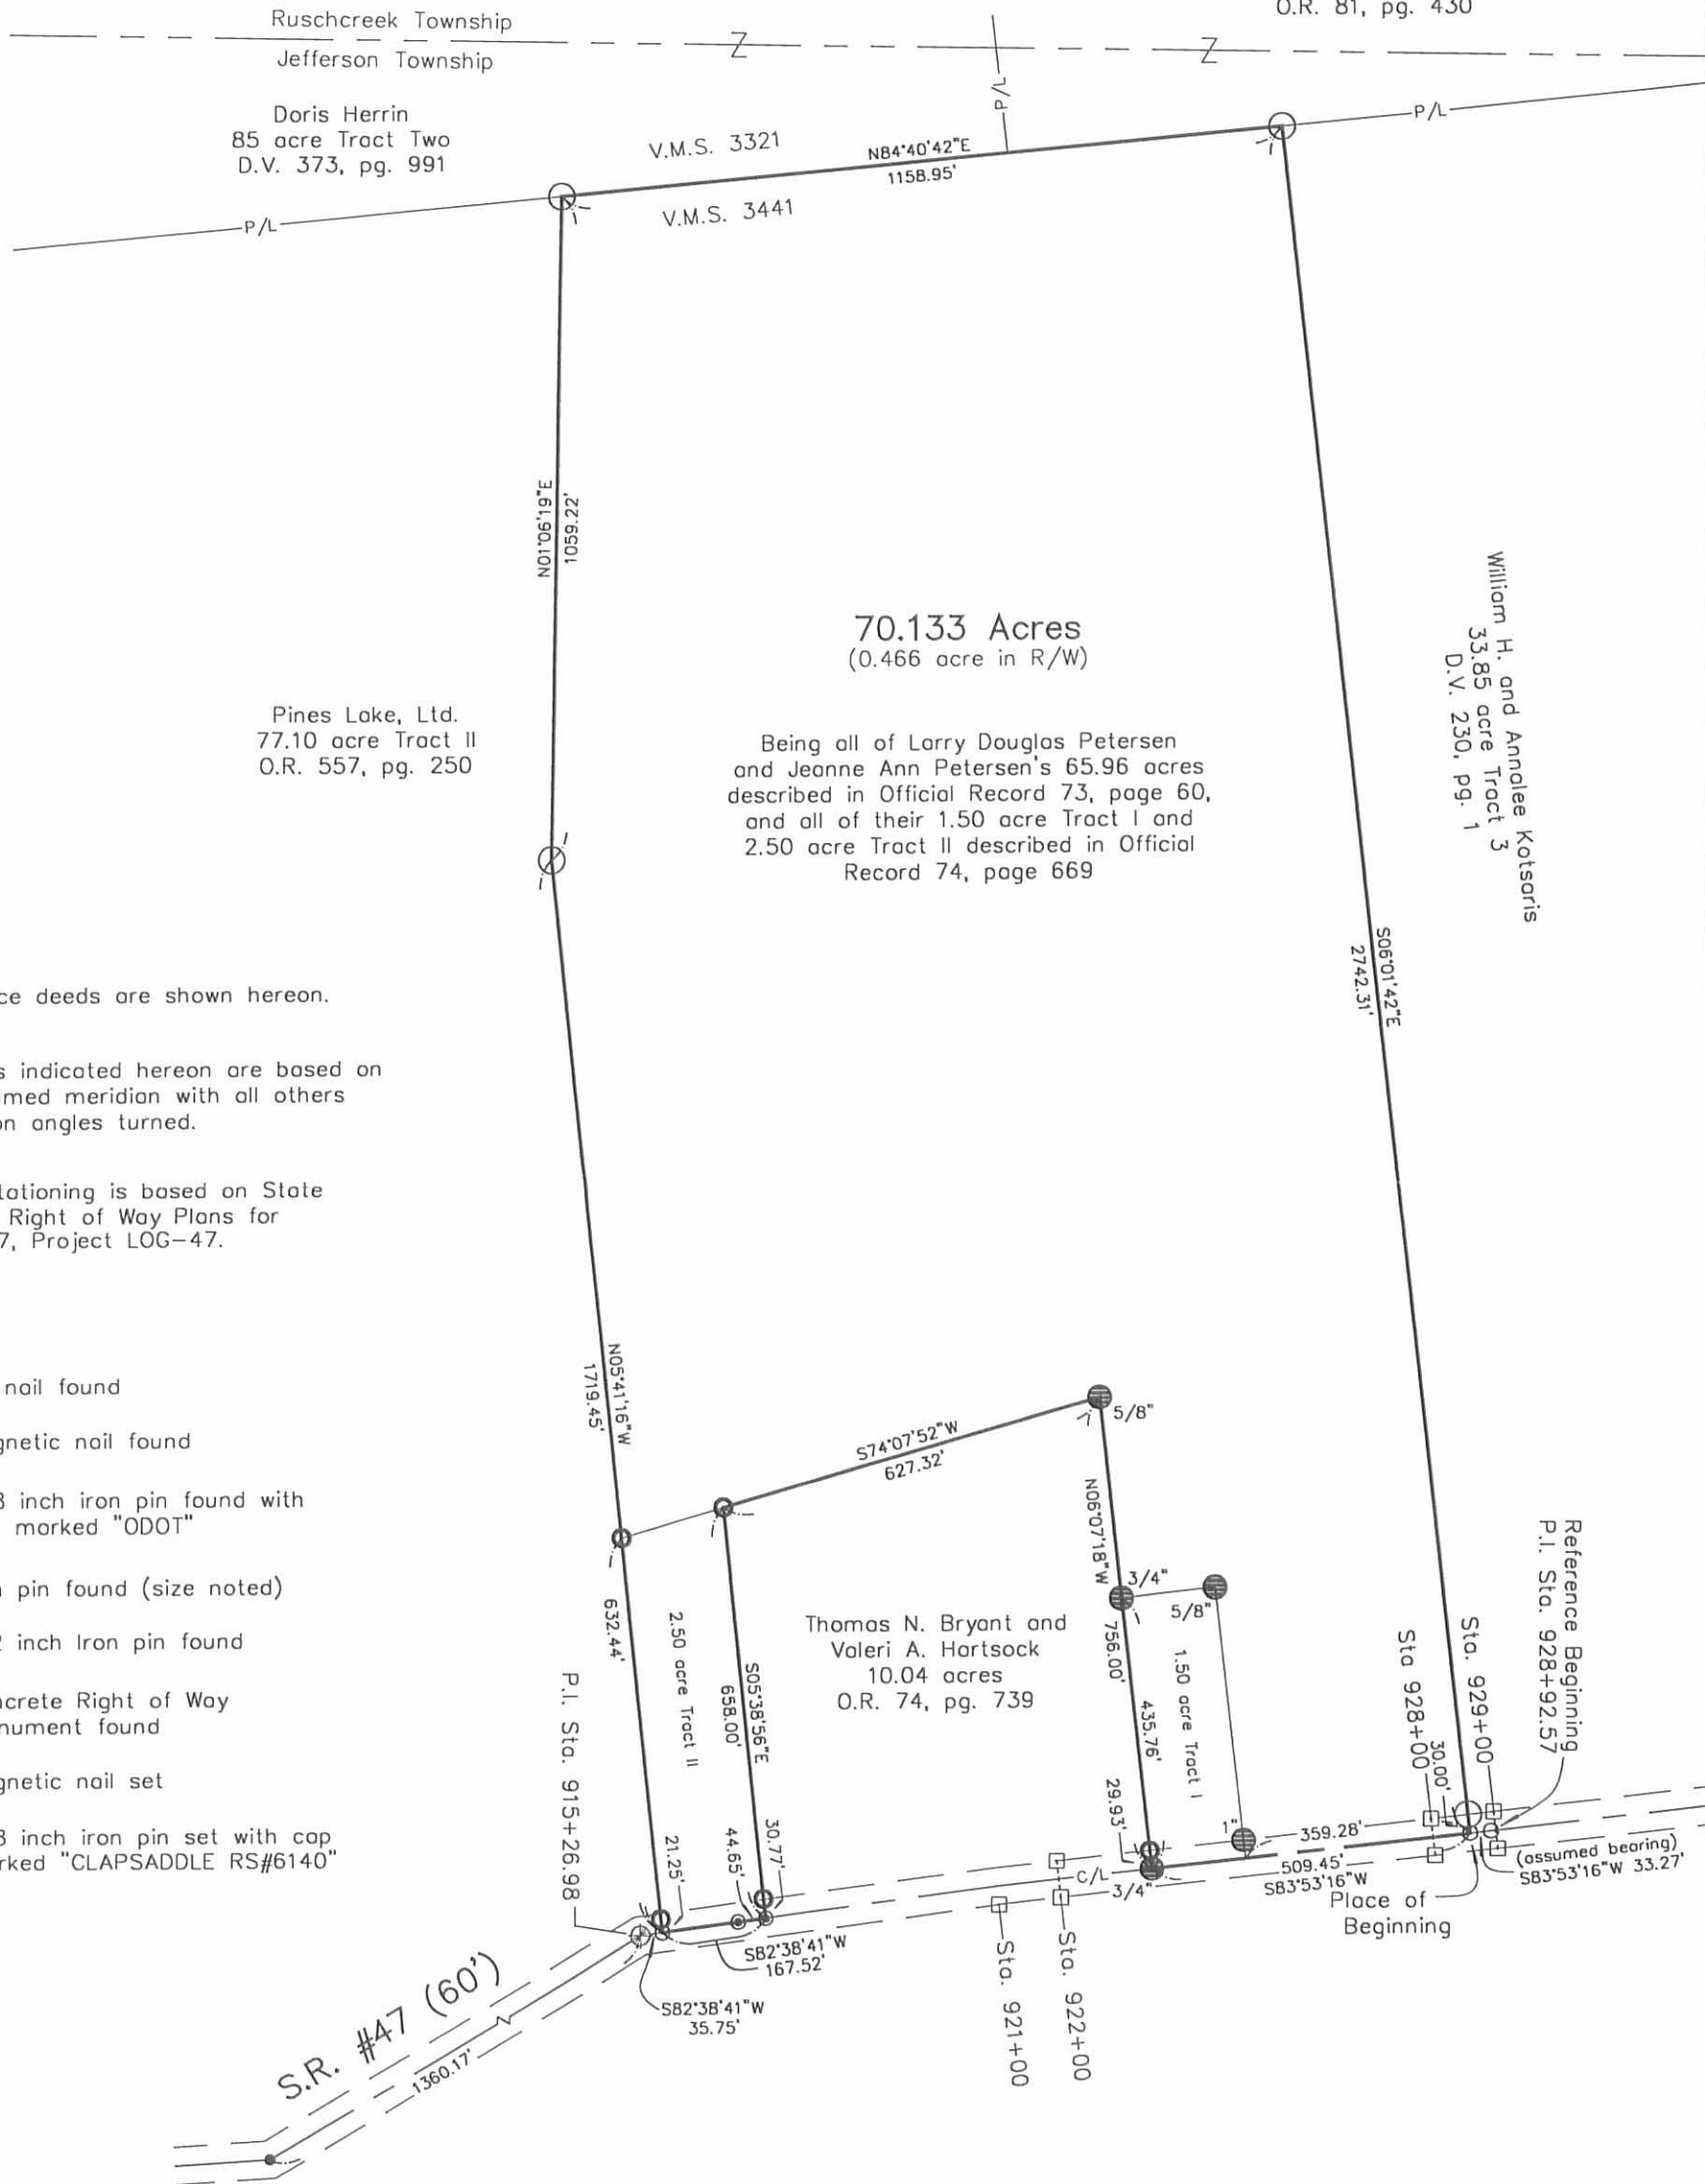 Ruschcreek Township
O.R. 81, pg. 430
Z
Z
Jefferson Township
P/L
P/L
Doris Herrin
85 acre Tract Two
D.V. 373, pg. 991
V.M.S. 3321
N84°40'42"E
1158.95'
V.M.S. 3441
P/L
N01°06'19"E
1059.22'
70.133 Acres
(0.466 acre in R/W)
William H. and Annalee Kotsaris
33.85 acre Tract 3
D.V. 230, pg. 1
Pines Lake, Ltd.
77.10 acre Tract II
O.R. 557, pg. 250
Being all of Larry Douglas Petersen
and Jeanne Ann Petersen's 65.96 acres
described in Official Record 73, page 60,
and all of their 1.50 acre Tract I and
2.50 acre Tract II described in Official
Record 74, page 669
S06°01'42"E
2742.31'
ce deeds are shown hereon.
s indicated hereon are based on
umed meridian with all others
on angles turned.
tationing is based on State
Right of Way Plans for
7, Project LOG-47.
N05°41'16"W
1719.45'
nail found
gnetic nail found
3 inch iron pin found with
marked "ODOT"
n pin found (size noted)
2 inch Iron pin found
ncrete Right of Way
nument found
gnetic nail set
8 inch iron pin set with cap
rked "CLAPSADDLE RS#6140"
5/8"
S74°07'52"W
627.32'
N06°07'18"W
756.00'
3/4"
5/8"
632.44'
2.50 acre Tract II
S05°38'56"E
658.00'
Thomas N. Bryant and
Valeri A. Hartsock
10.04 acres
O.R. 74, pg. 739
435.76'
1.50 acre Tract I
Reference Beginning
P.I. Sta. 928+92.57
Sta. 929+00
Sta 928+00
30.00'
P.I. Sta. 915+26.98
21.25'
44.65'
30.77'
29.93'
1"
359.28'
C/L
3/4"
509.45'
S83°53'16"W
(assumed bearing)
S83°53'16"W 33.27'
Place of
Beginning
S82°38'41"W
167.52'
S82°38'41"W
35.75'
Sta. 921+00
Sta. 922+00
S.R. #47 (60')
1360.17'